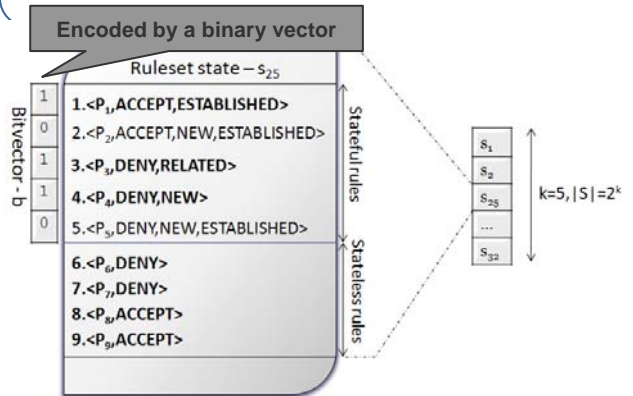 Encoded by a binary vector
Ruleset state – s25
Bitvector - b
1
0
1
1
0
1.<P1,ACCEPT,ESTABLISHED>
2.<P2,ACCEPT,NEW,ESTABLISHED>
3.<P3,DENY,RELATED>
4.<P4,DENY,NEW>
5.<P5,DENY,NEW,ESTABLISHED>
Stateful rules
6.<P6,DENY>
7.<P7,DENY>
8.<P8,ACCEPT>
9.<P9,ACCEPT>
Stateless rules
s1
s2
s25
...
s32
k=5,|S|=2^k